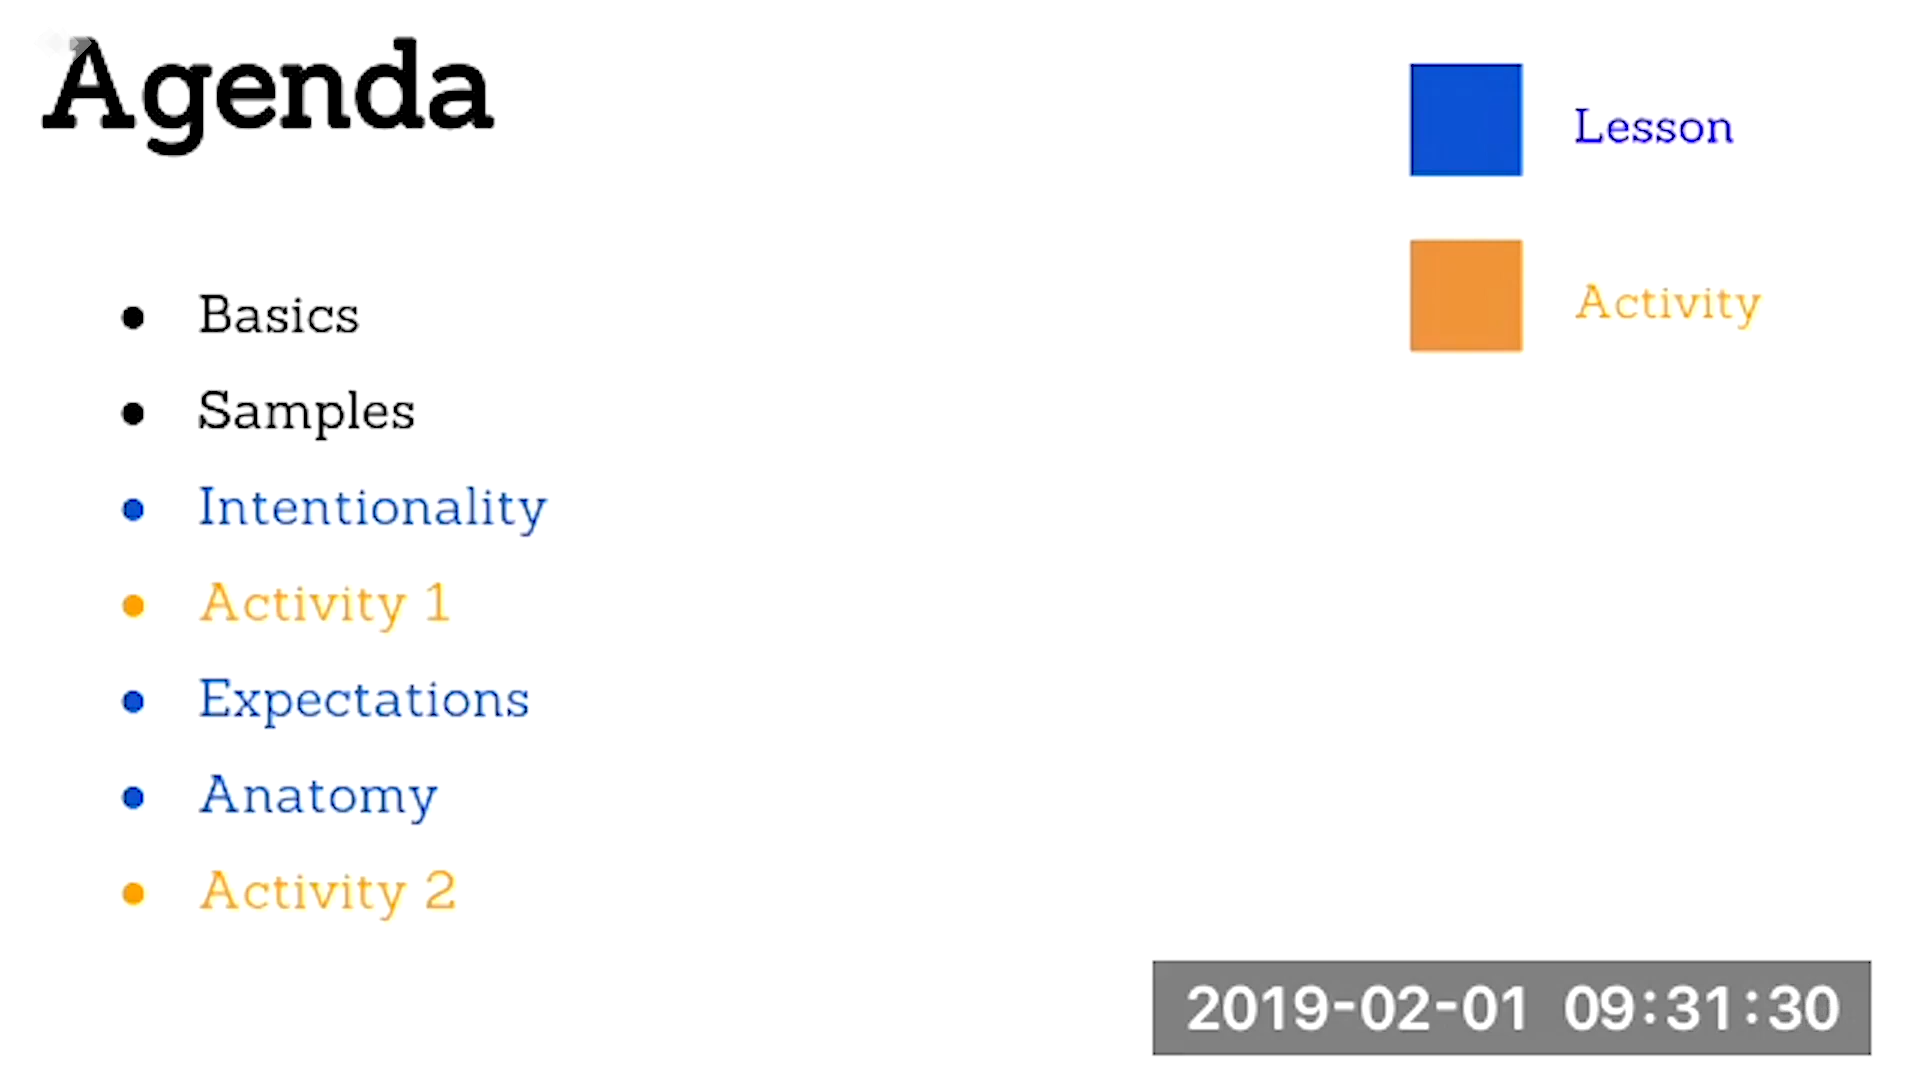 Agenda
Lesson
Activity
Basics
Samples
Intentionality
Activity 1
Expectations
Anatomy
Activity 2
2019-02-01 09:31:30